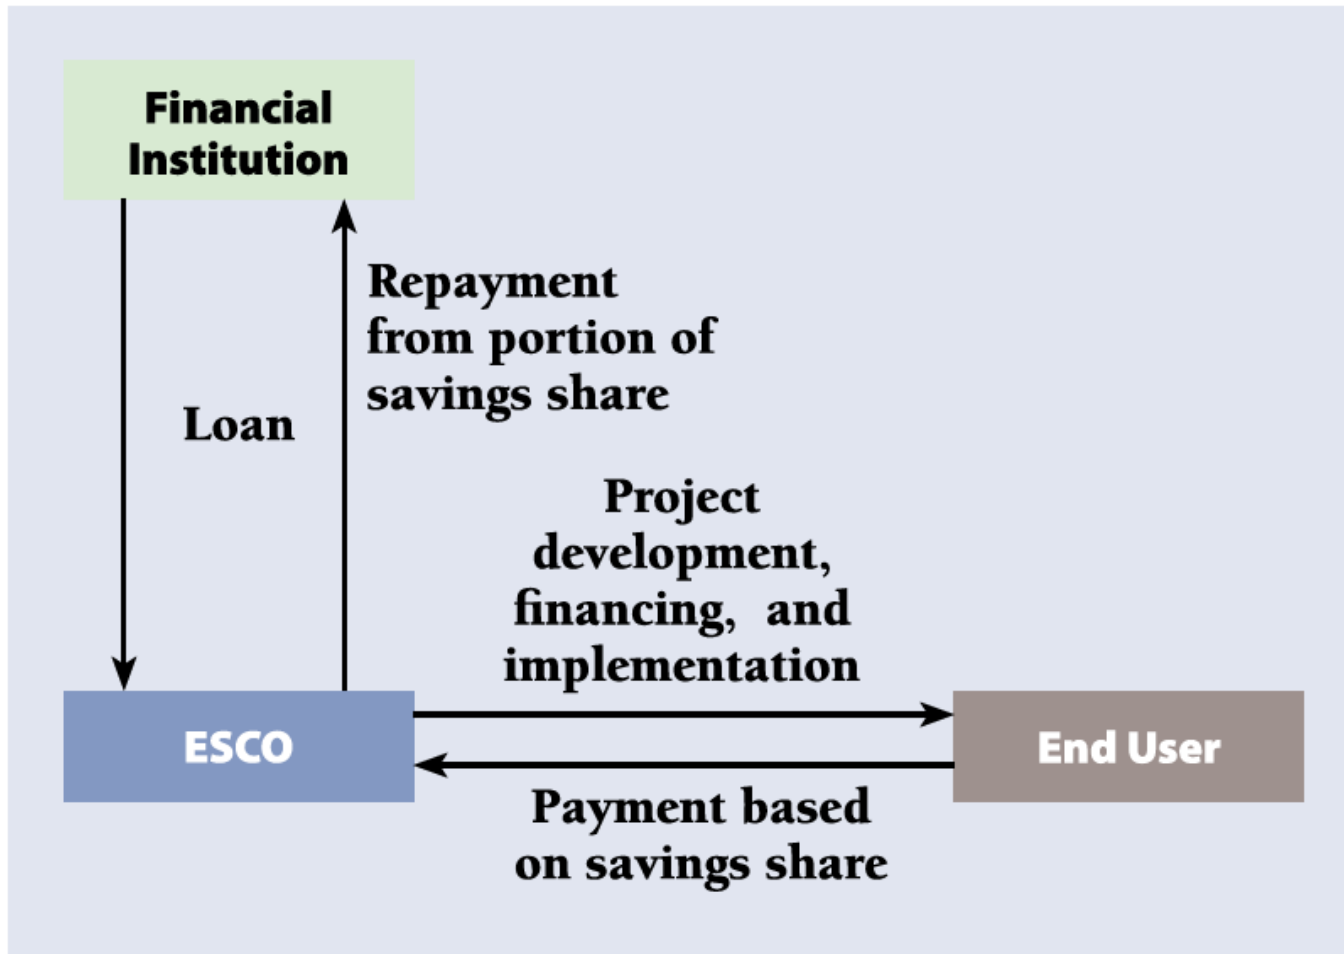 Financial
Institution
Repayment
from portion of
savings share
Loan
Project
development,
financing, and
implementation
ESCO
End User
Payment based
on savings share